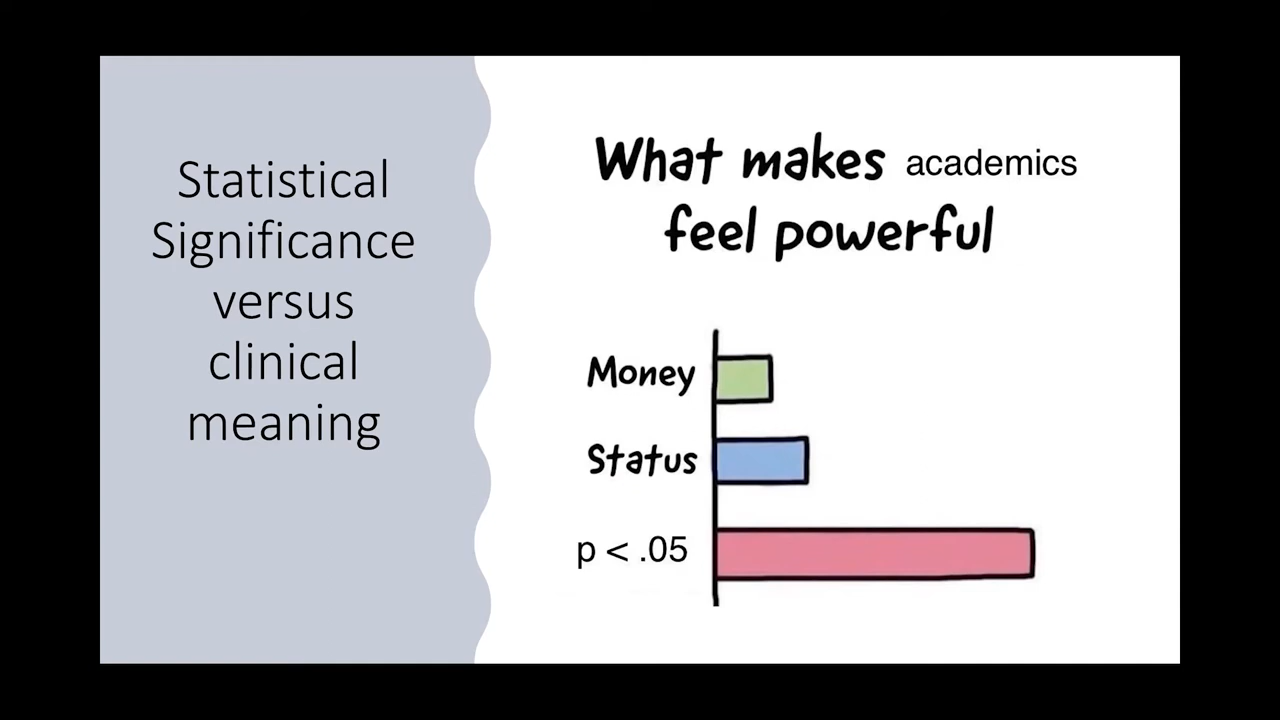 Statistical
Significance
versus
clinical
meaning
What makes academics
feel powerful
Money
Status
p < .05